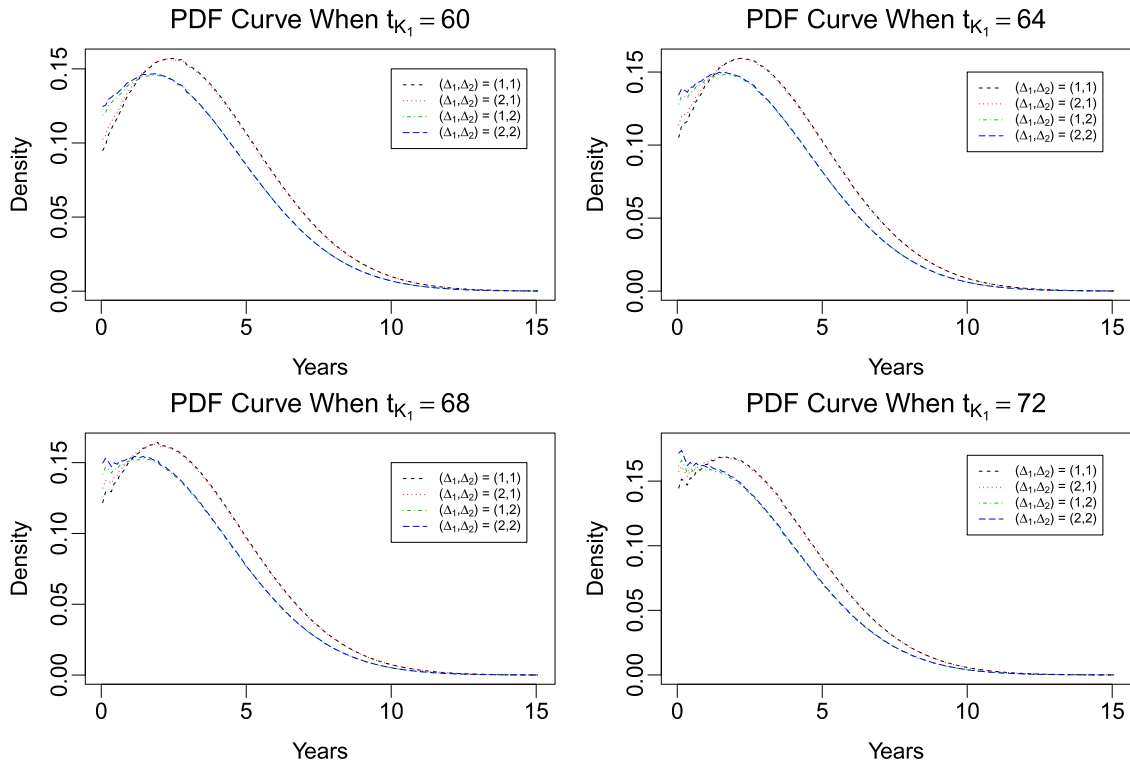 PDF Curve When t_K₁ = 60
Density
0.15
0.10
0.05
0.00
(Δ₁,Δ₂) = (1,1)
(Δ₁,Δ₂) = (2,1)
(Δ₁,Δ₂) = (1,2)
(Δ₁,Δ₂) = (2,2)
0 5 10 15
Years
PDF Curve When t_K₁ = 64
Density
0.15
0.10
0.05
0.00
(Δ₁,Δ₂) = (1,1)
(Δ₁,Δ₂) = (2,1)
(Δ₁,Δ₂) = (1,2)
(Δ₁,Δ₂) = (2,2)
0 5 10 15
Years
PDF Curve When t_K₁ = 68
Density
0.15
0.10
0.05
0.00
(Δ₁,Δ₂) = (1,1)
(Δ₁,Δ₂) = (2,1)
(Δ₁,Δ₂) = (1,2)
(Δ₁,Δ₂) = (2,2)
0 5 10 15
Years
PDF Curve When t_K₁ = 72
Density
0.15
0.10
0.05
0.00
(Δ₁,Δ₂) = (1,1)
(Δ₁,Δ₂) = (2,1)
(Δ₁,Δ₂) = (1,2)
(Δ₁,Δ₂) = (2,2)
0 5 10 15
Years